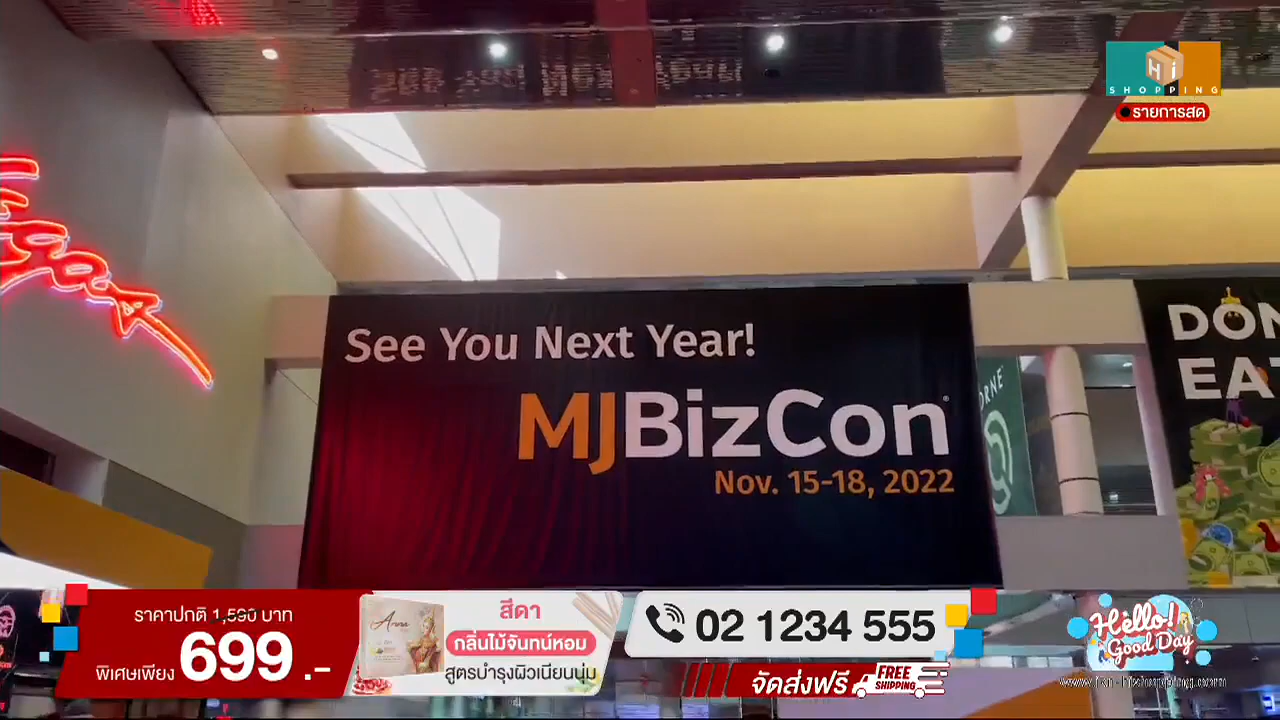 Hi
SHOPPING
รายการสด
See You Next Year!
MJBizCon
Nov. 15-18, 2022
DON
EAT
ORNE
ราคาปกติ 1,590 บาท
พิเศษเพียง 699.-
Arena
สีดา
กลิ่นไม้จันทน์หอม
สูตรบำรุงผิวเนียนนุ่ม
02 1234 555
จัดส่งฟรี FREE SHIPPING
Hello!
Good Day